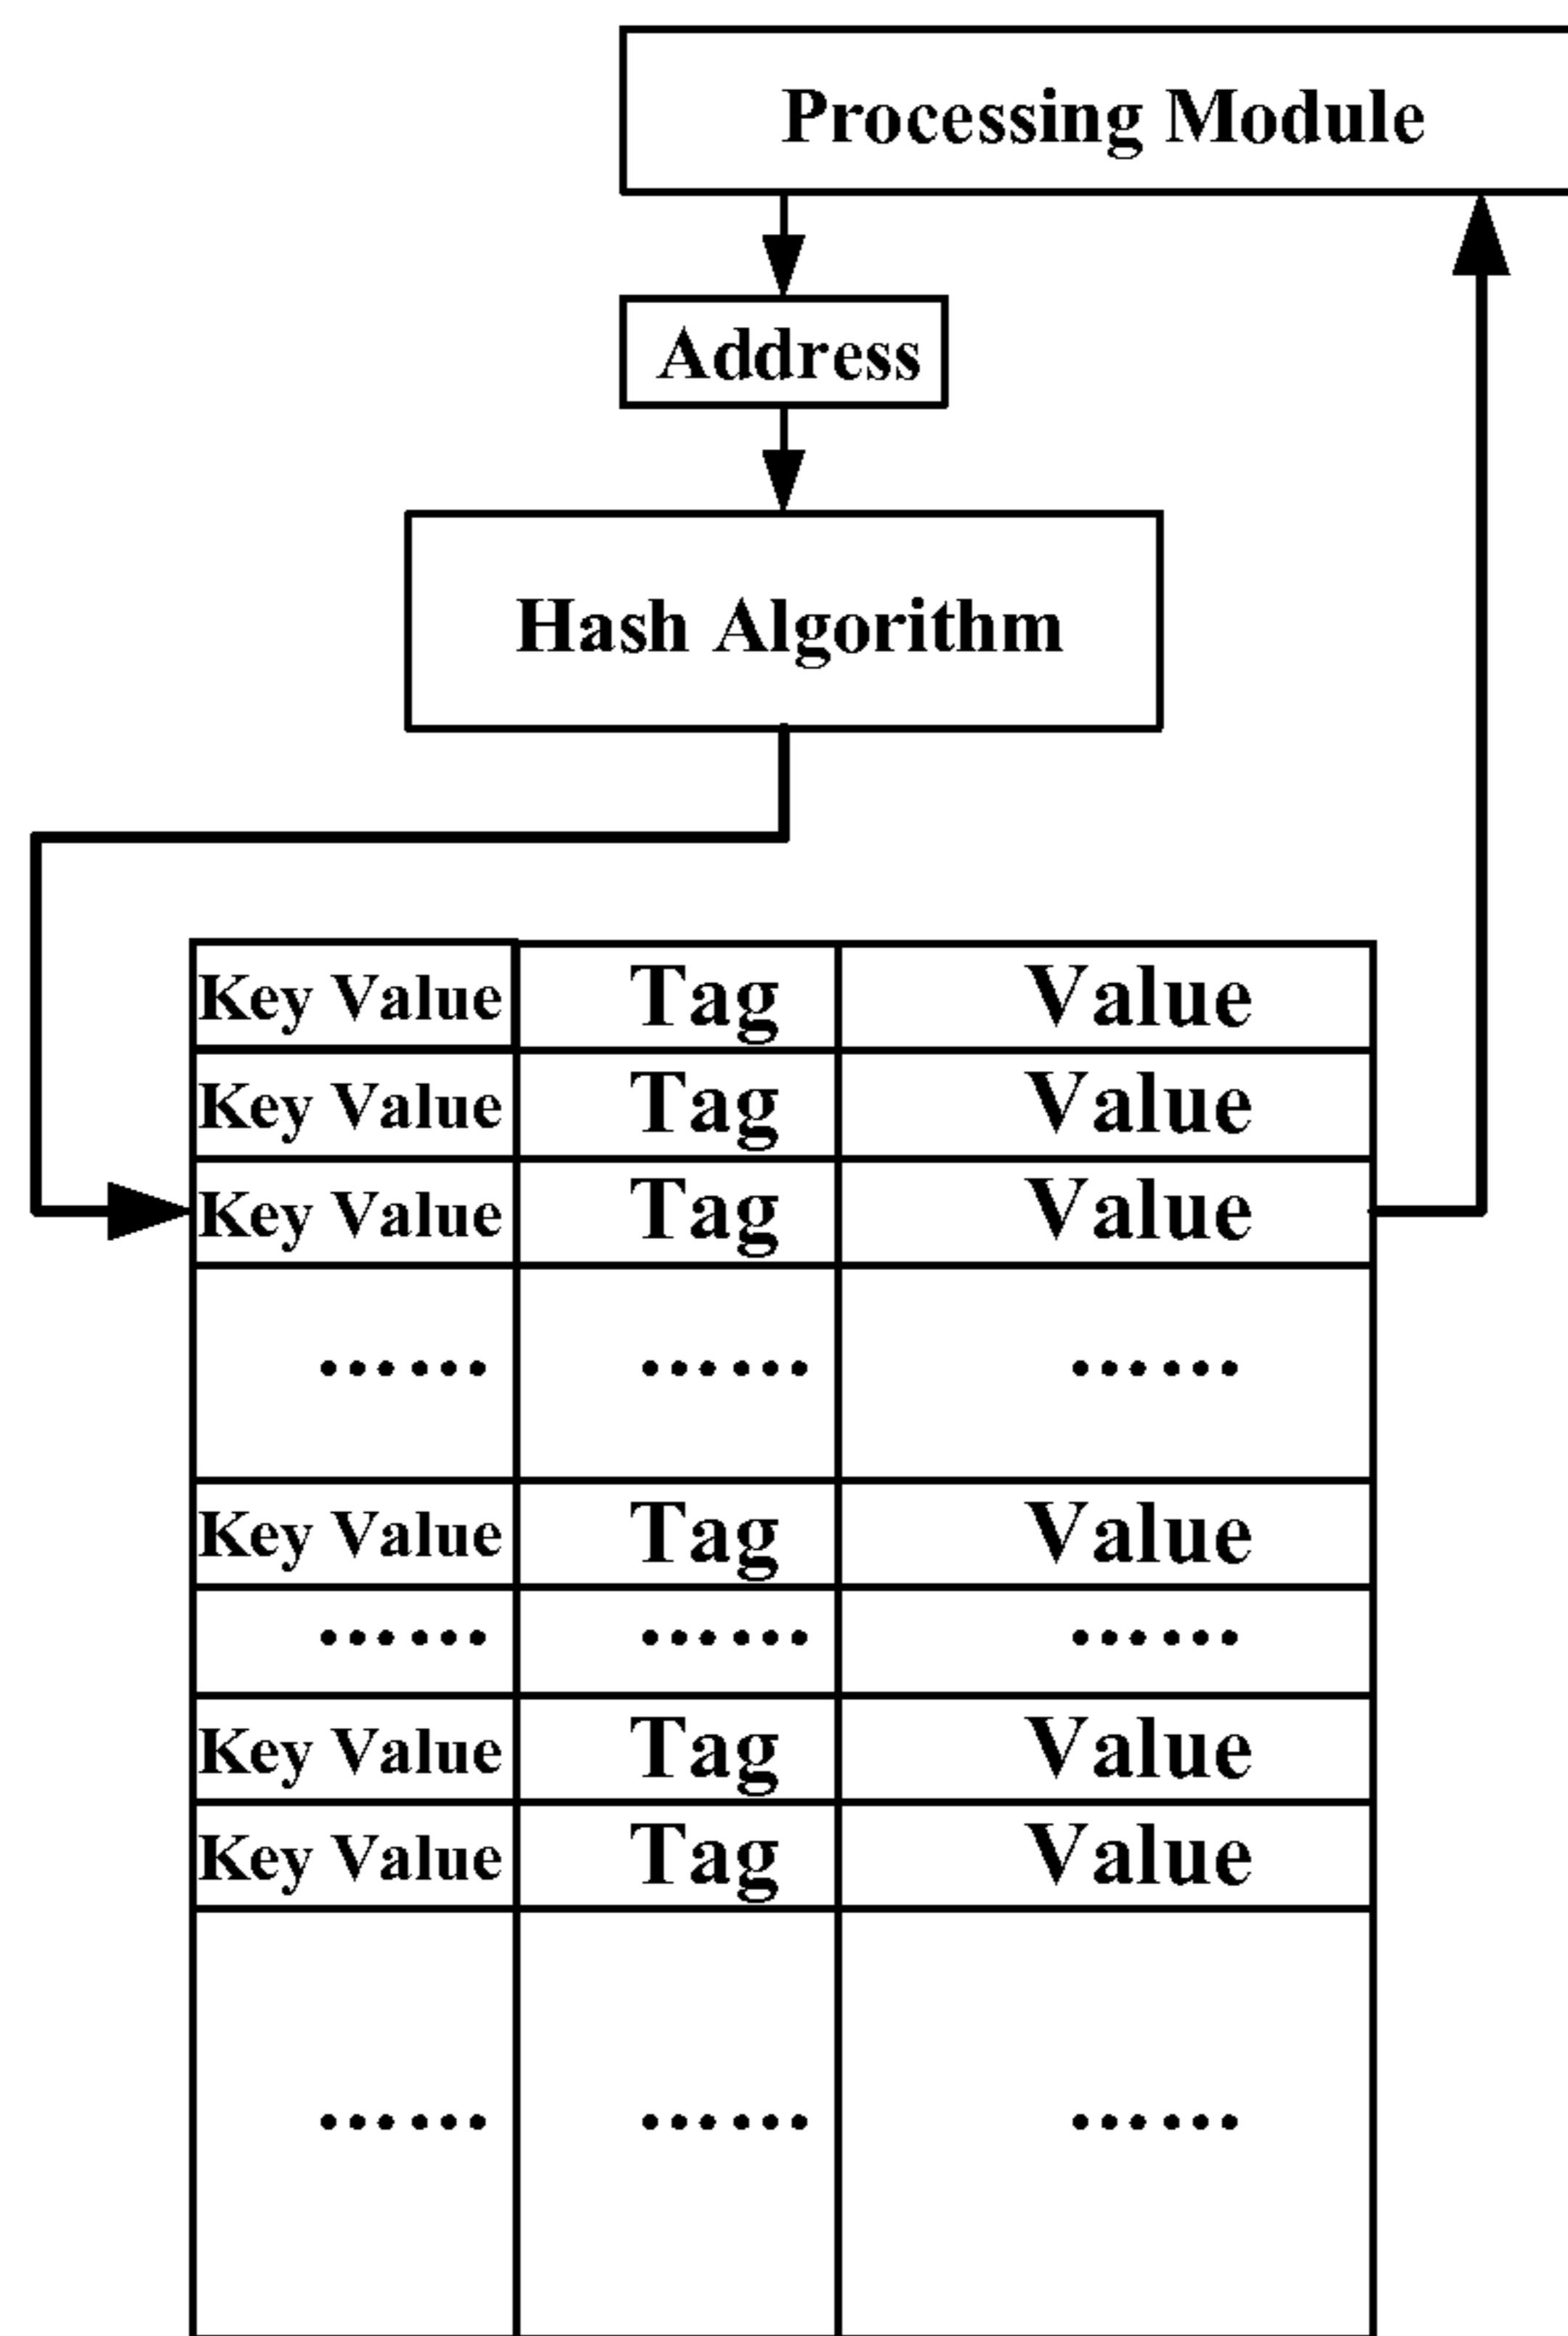 Processing Module
Address
Hash Algorithm
Key Value Tag Value
Key Value Tag Value
Key Value Tag Value
…… …… ……
Key Value Tag Value
…… …… ……
Key Value Tag Value
Key Value Tag Value
…… …… ……